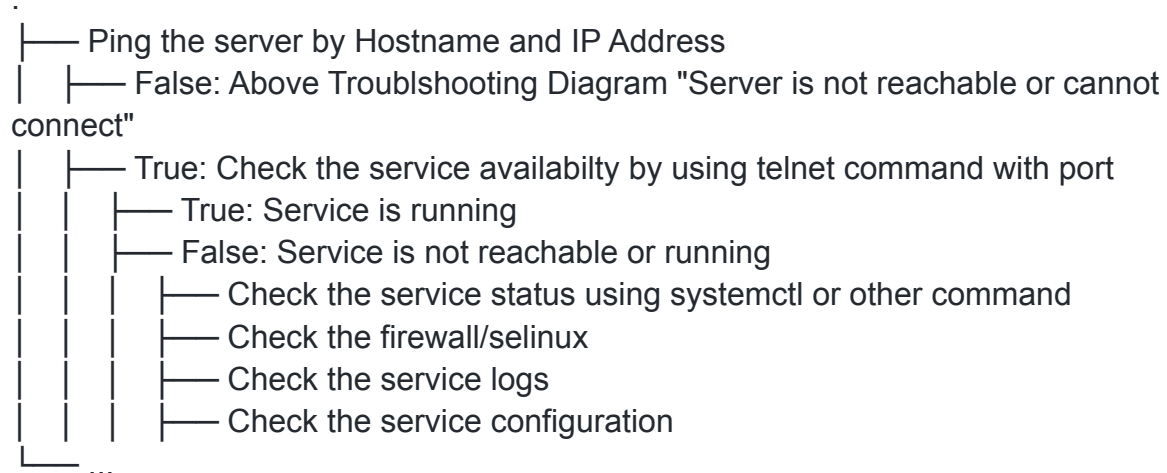 .
├── Ping the server by Hostname and IP Address
│   ├── False: Above Troublshooting Diagram "Server is not reachable or cannot
connect"
│   ├── True: Check the service availabilty by using telnet command with port
│   │   ├── True: Service is running
│   │   ├── False: Service is not reachable or running
│   │   │   ├── Check the service status using systemctl or other command
│   │   │   ├── Check the firewall/selinux
│   │   │   ├── Check the service logs
│   │   │   ├── Check the service configuration
└── ...